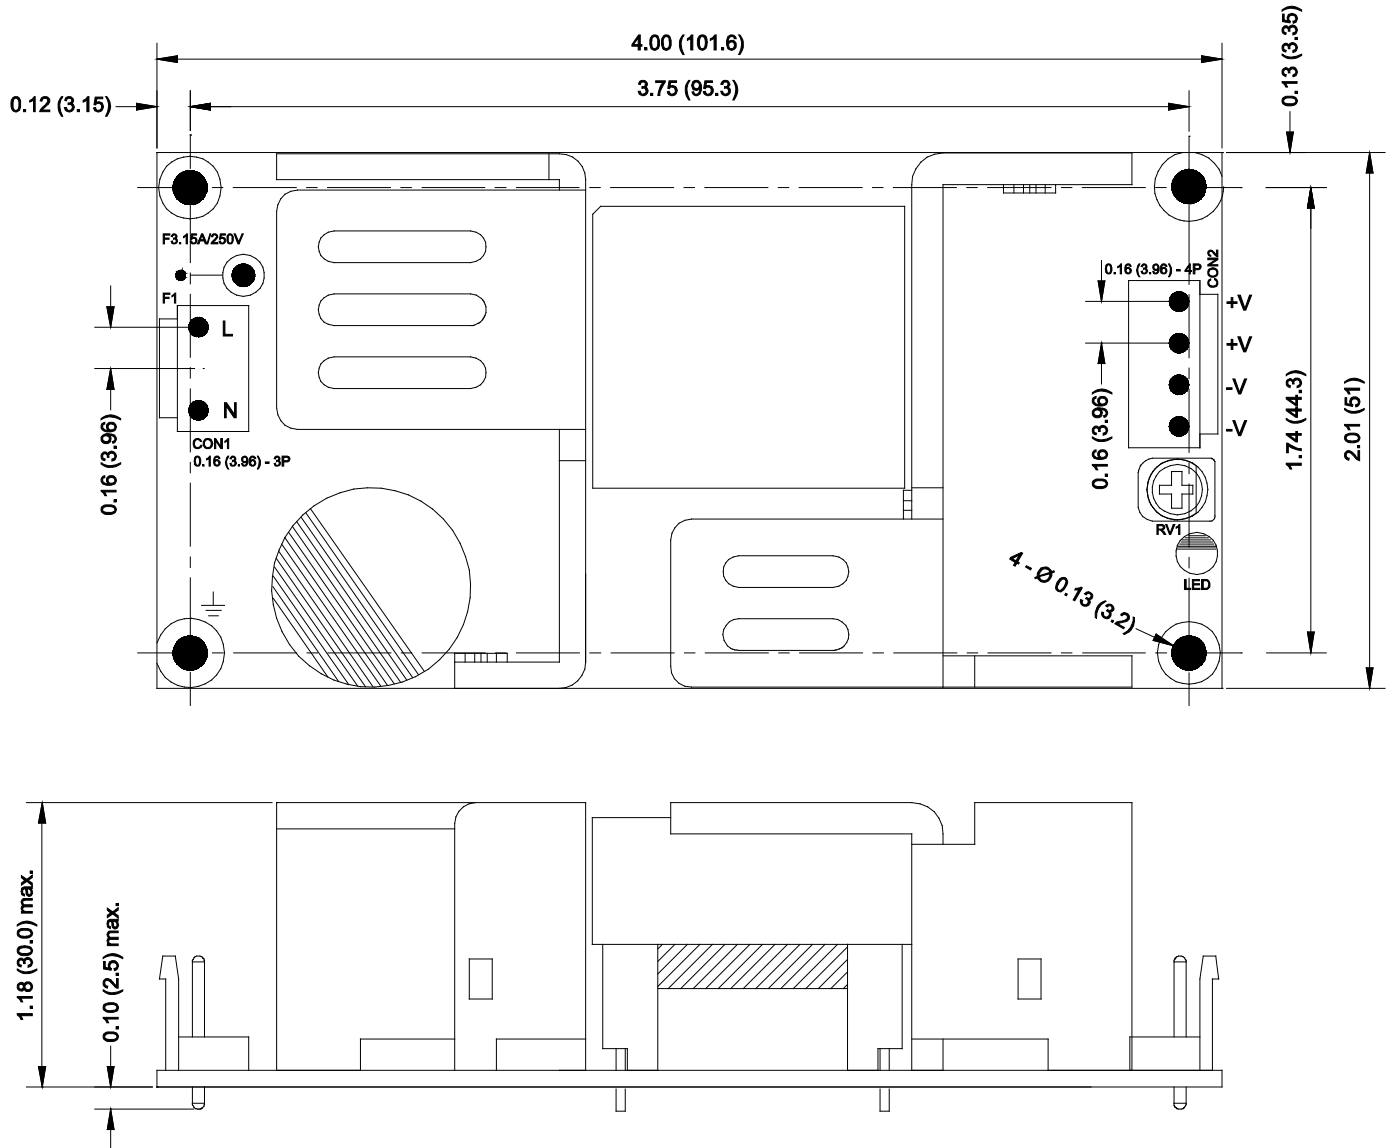 4.00 (101.6)
3.75 (95.3)
0.12 (3.15)
0.13 (3.35)
F3.15A/250V
F1
L
N
CON1
0.16 (3.96) - 3P
0.16 (3.96)
0.16 (3.96) - 4P
CON2
+V
+V
-V
-V
0.16 (3.96)
1.74 (44.3)
2.01 (51)
RV1
LED
4 - Ø 0.13 (3.2)
1.18 (30.0) max.
0.10 (2.5) max.